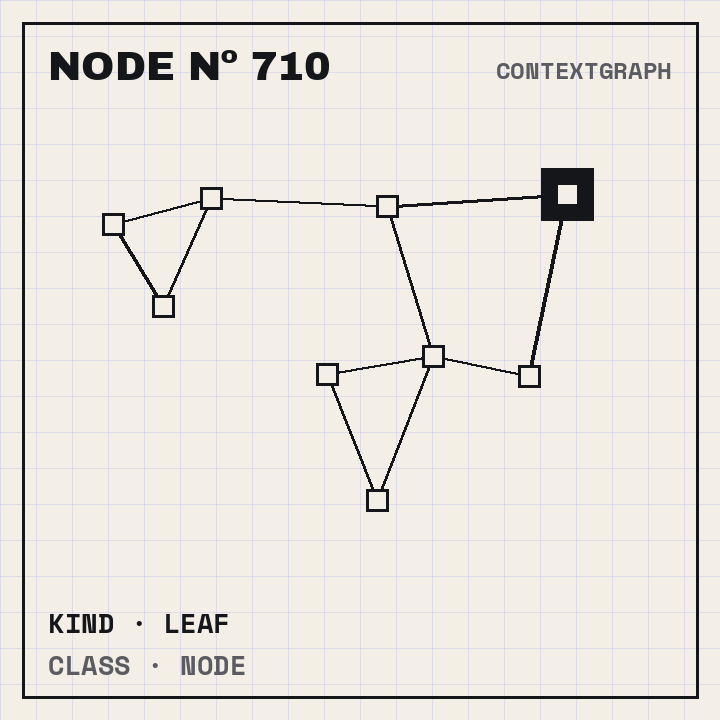 NODE Nº 710
CONTEXTGRAPH
KIND · LEAF
CLASS · NODE